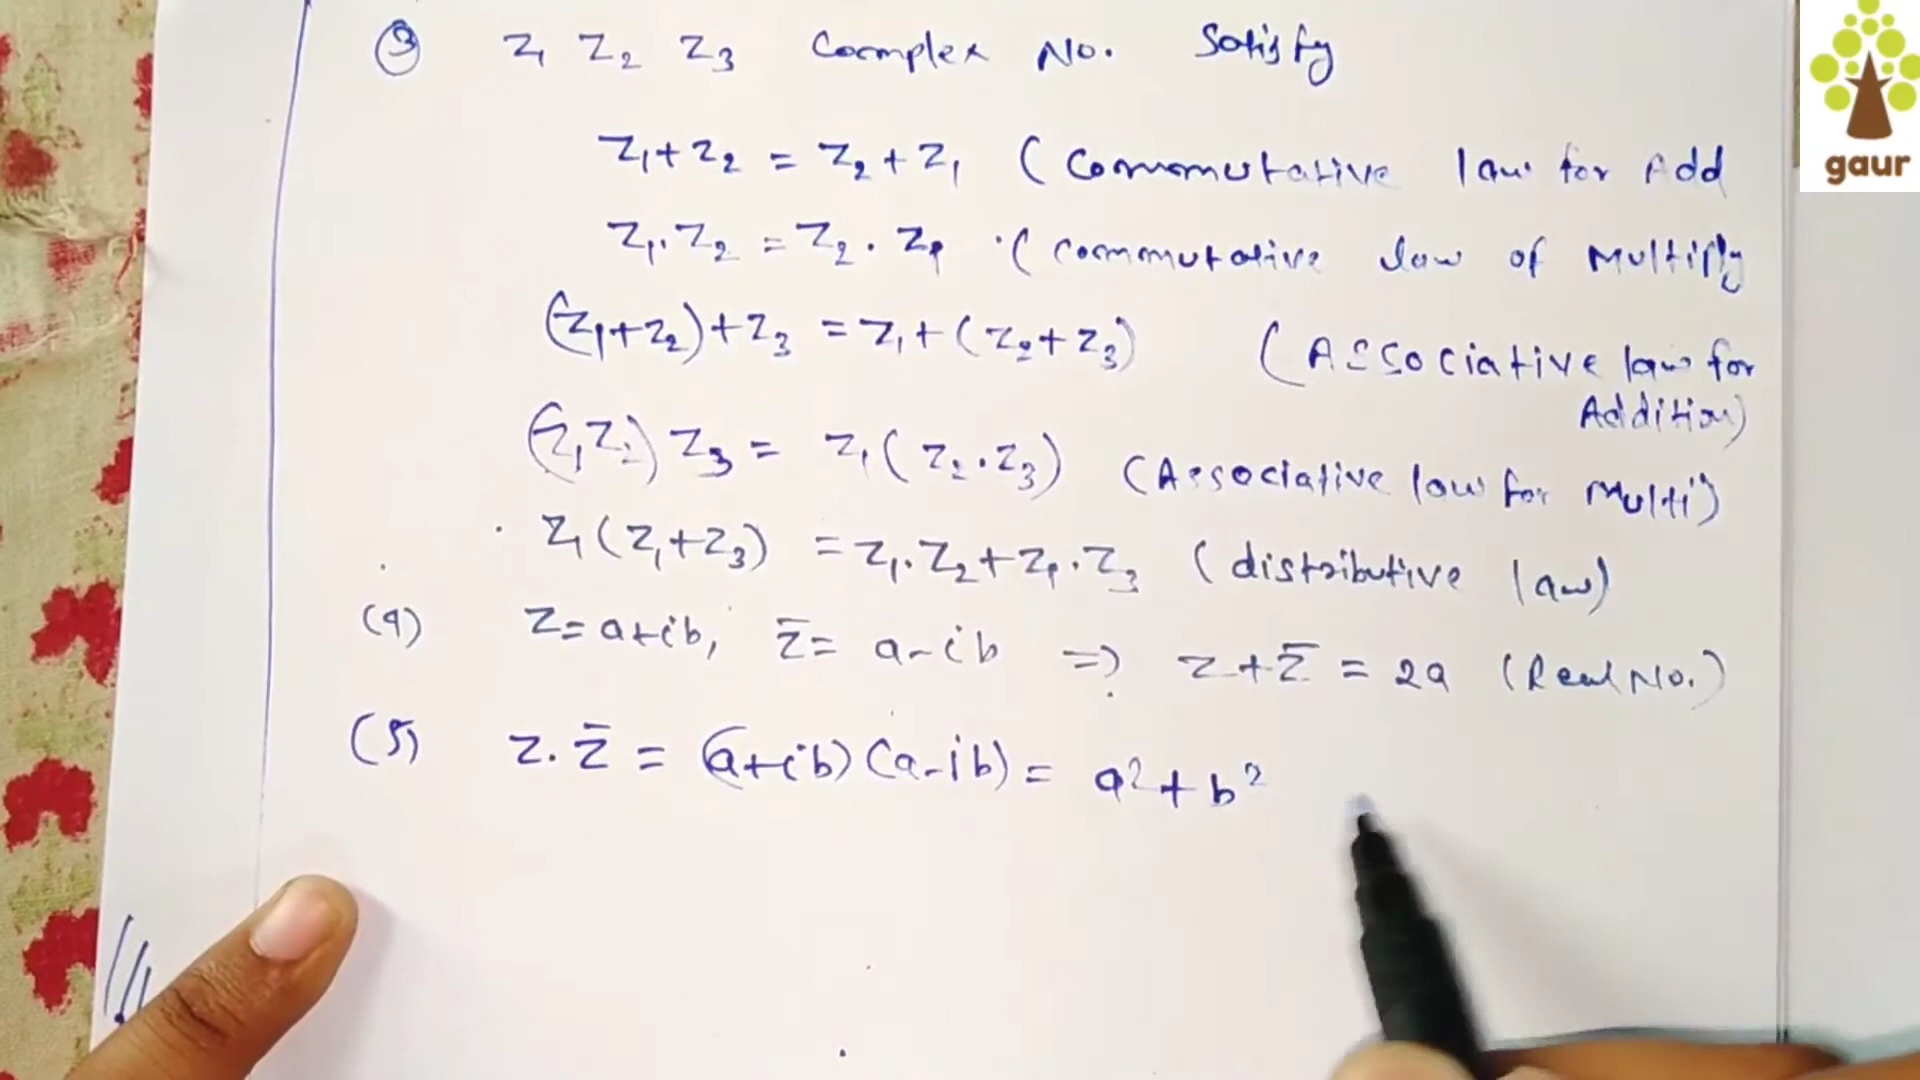 ③ Z₁ Z₂ Z₃ Complex No. Satisfy
Z₁+Z₂ = Z₂+Z₁ (Commutative law for Add
Z₁.Z₂ = Z₂.Z₁ (Commutative law of Multiply
(Z₁+Z₂)+Z₃ = Z₁+(Z₂+Z₃) (Associative law for
Addition)
(Z₁Z₂)Z₃ = Z₁(Z₂.Z₃) (Associative law for Multi)
Z₁(Z₁+Z₃) = Z₁.Z₂+Z₁.Z₃ (distributive law)
(4) Z=a+ib, z̄= a-ib => Z+z̄ = 2a (Real No.)
(5) Z.z̄ = (a+ib)(a-ib) = a²+b²
gaur